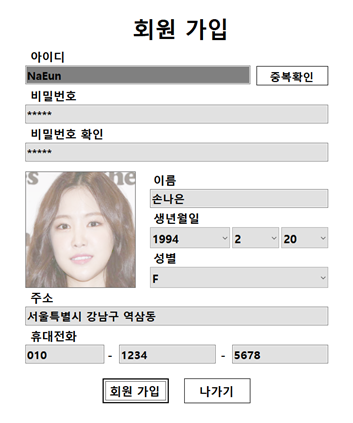 회원 가입
아이디
NaEun 중복확인
비밀번호
*****
비밀번호 확인
*****
이름
손나은
생년월일
1994 2 20
성별
F
주소
서울특별시 강남구 역삼동
휴대전화
010 - 1234 - 5678
회원 가입 나가기